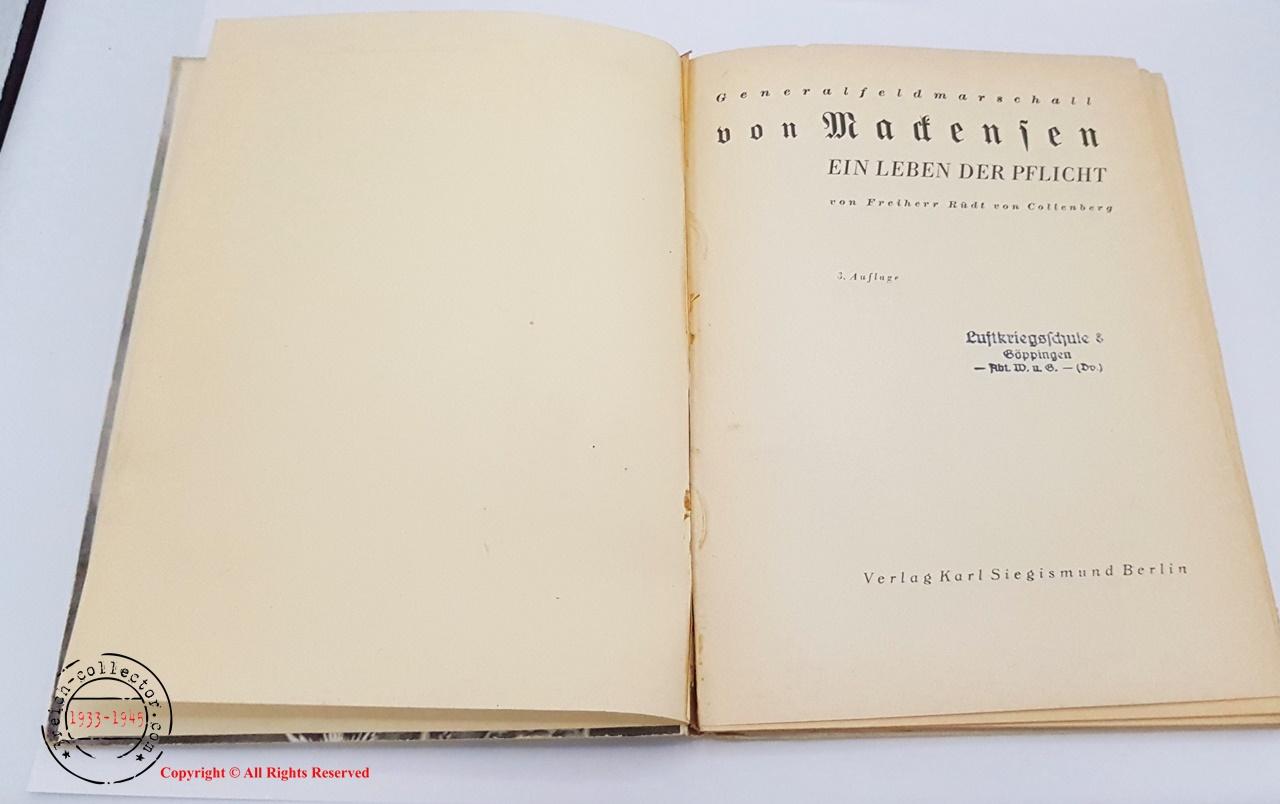 Generalfeldmarschall
von Mackensen
EIN LEBEN DER PFLICHT
von Freiherr Rüdt von Collenberg
3. Auflage
Luftkriegsschule
Göppingen
— Abt. W. u. G. — (Dv.)
Verlag Karl Siegismund Berlin
1933-1945
Copyright © All Rights Reserved